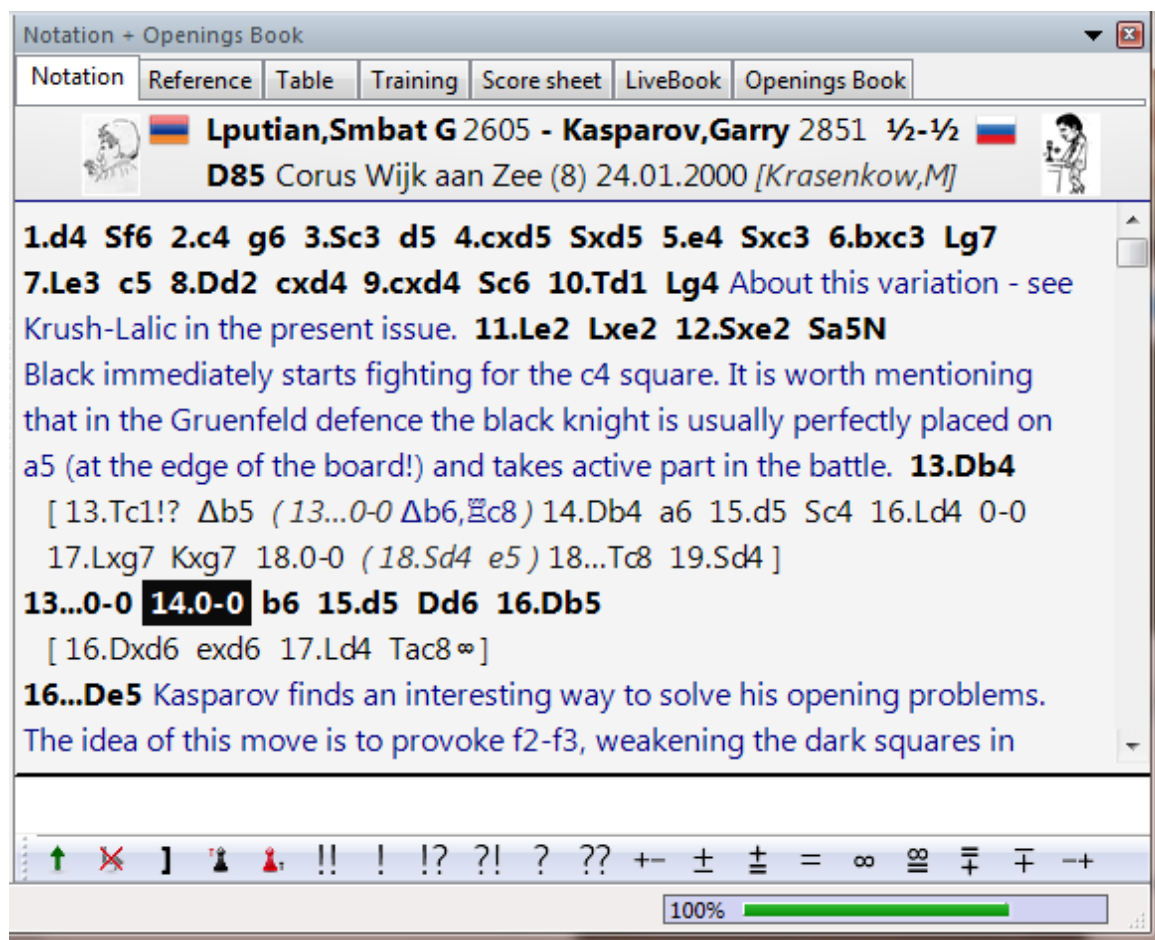 Notation + Openings Book
Notation Reference Table Training Score sheet LiveBook Openings Book
Lputian,Smbat G 2605 - Kasparov,Garry 2851 ½-½
D85 Corus Wijk aan Zee (8) 24.01.2000 [Krasenkow,M]
1.d4 Sf6 2.c4 g6 3.Sc3 d5 4.cxd5 Sxd5 5.e4 Sxc3 6.bxc3 Lg7
7.Le3 c5 8.Dd2 cxd4 9.cxd4 Sc6 10.Td1 Lg4 About this variation - see
Krush-Lalic in the present issue. 11.Le2 Lxe2 12.Sxe2 Sa5N
Black immediately starts fighting for the c4 square. It is worth mentioning
that in the Gruenfeld defence the black knight is usually perfectly placed on
a5 (at the edge of the board!) and takes active part in the battle. 13.Db4
[ 13.Tc1!? Δb5 ( 13...0-0 Δb6,♖c8 ) 14.Db4 a6 15.d5 Sc4 16.Ld4 0-0
17.Lxg7 Kxg7 18.0-0 ( 18.Sd4 e5 ) 18...Tc8 19.Sd4 ]
13...0-0 14.0-0 b6 15.d5 Dd6 16.Db5
[ 16.Dxd6 exd6 17.Ld4 Tac8 ∞ ]
16...De5 Kasparov finds an interesting way to solve his opening problems.
The idea of this move is to provoke f2-f3, weakening the dark squares in
] !! ! !? ?! ? ?? +- ± ⩲ = ∞ ⯹ ⩱ ∓ -+
100%